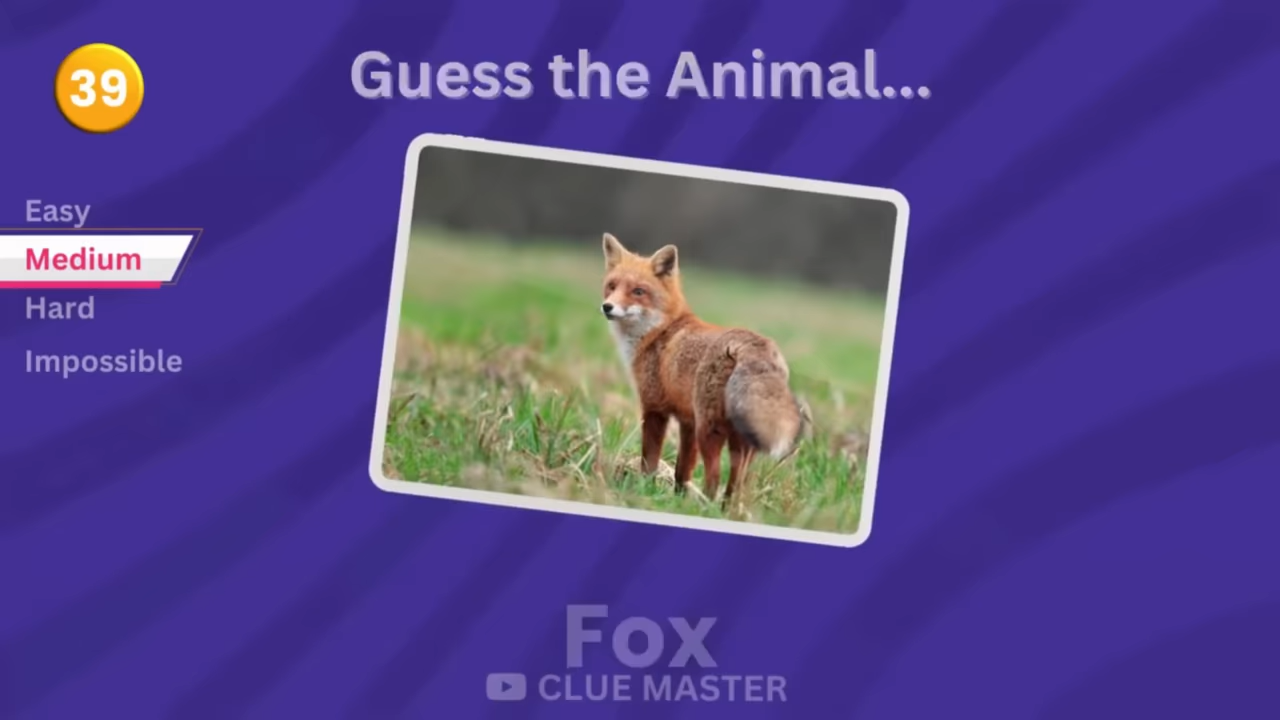 39
Guess the Animal...
Easy
Medium
Hard
Impossible
Fox
CLUE MASTER